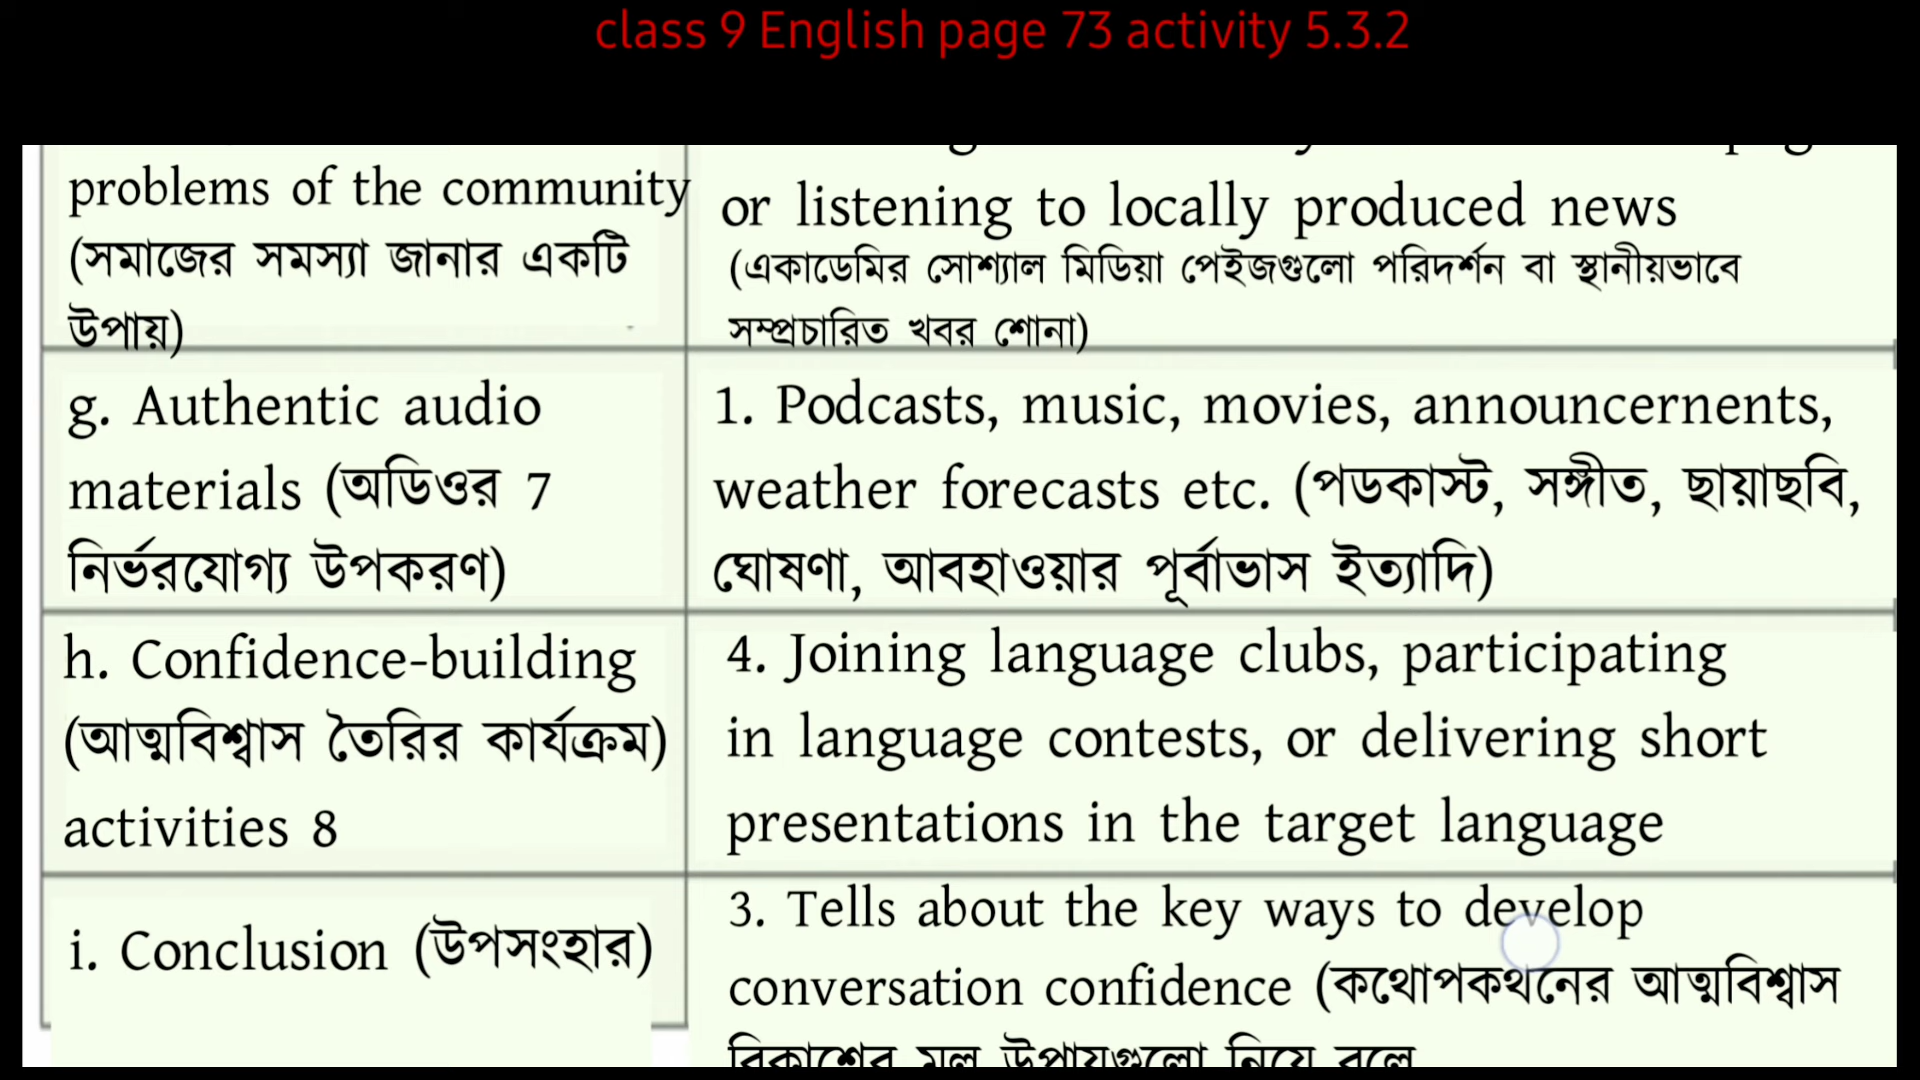 class 9 English page 73 activity 5.3.2
problems of the community
(সমাজের সমস্যা জানার একটি
উপায়)
or listening to locally produced news
(একাডেমির সোশ্যাল মিডিয়া পেইজগুলো পরিদর্শন বা স্থানীয়ভাবে
সম্প্রচারিত খবর শোনা)
g. Authentic audio
materials (অডিওর 7
নির্ভরযোগ্য উপকরণ)
1. Podcasts, music, movies, announcernents,
weather forecasts etc. (পডকাস্ট, সঙ্গীত, ছায়াছবি,
ঘোষণা, আবহাওয়ার পূর্বাভাস ইত্যাদি)
h. Confidence-building
(আত্মবিশ্বাস তৈরির কার্যক্রম)
activities 8
4. Joining language clubs, participating
in language contests, or delivering short
presentations in the target language
i. Conclusion (উপসংহার)
3. Tells about the key ways to develop
conversation confidence (কথোপকথনের আত্মবিশ্বাস
বিকাশের মূল উপায়গুলো নিয়ে বলে